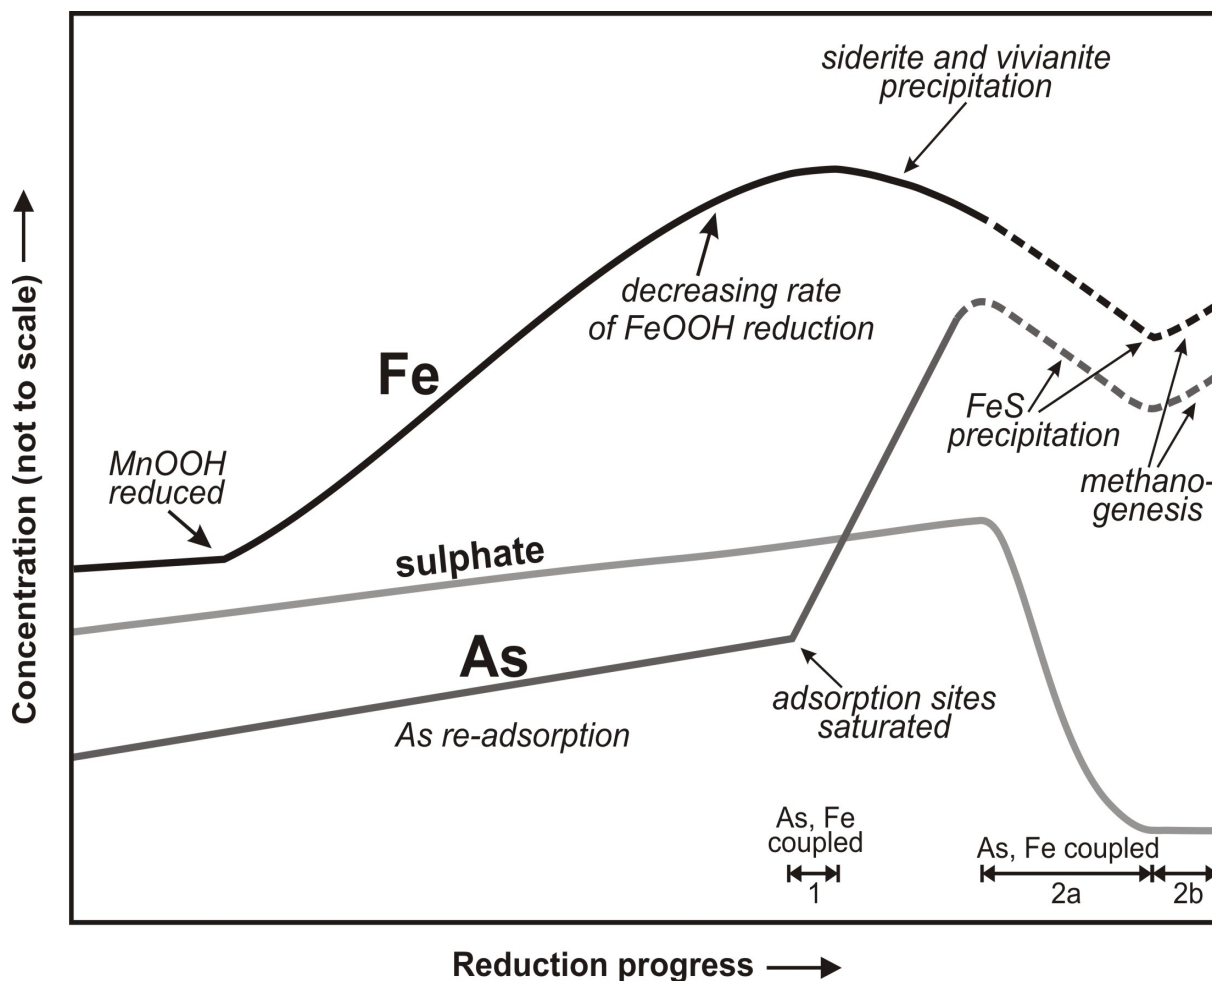 siderite and vivianite
precipitation
decreasing rate
of FeOOH reduction
Fe
MnOOH
reduced
FeS
precipitation
methano-
genesis
sulphate
As
As re-adsorption
adsorption sites
saturated
As, Fe
coupled
1
As, Fe coupled
2a
2b
Concentration (not to scale)
Reduction progress